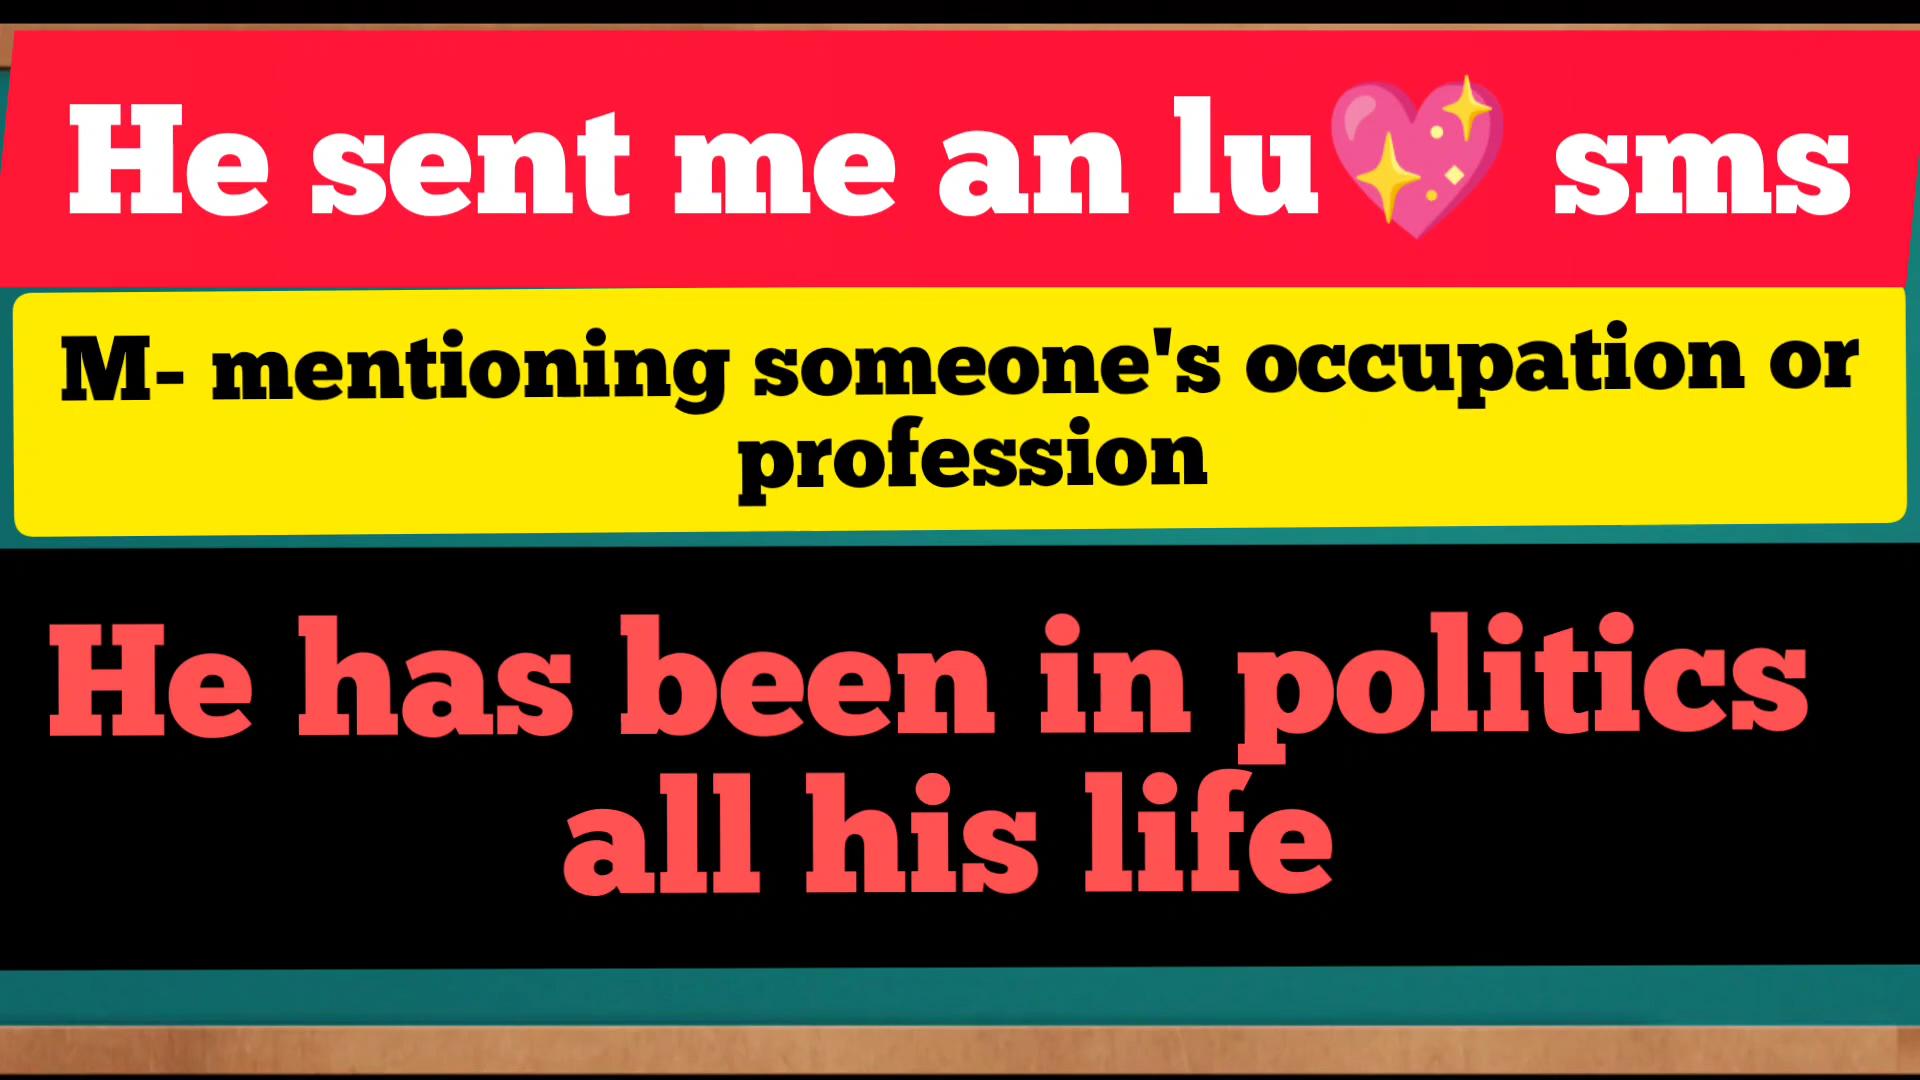 He sent me an lu💖 sms
M- mentioning someone's occupation or
profession
He has been in politics
all his life